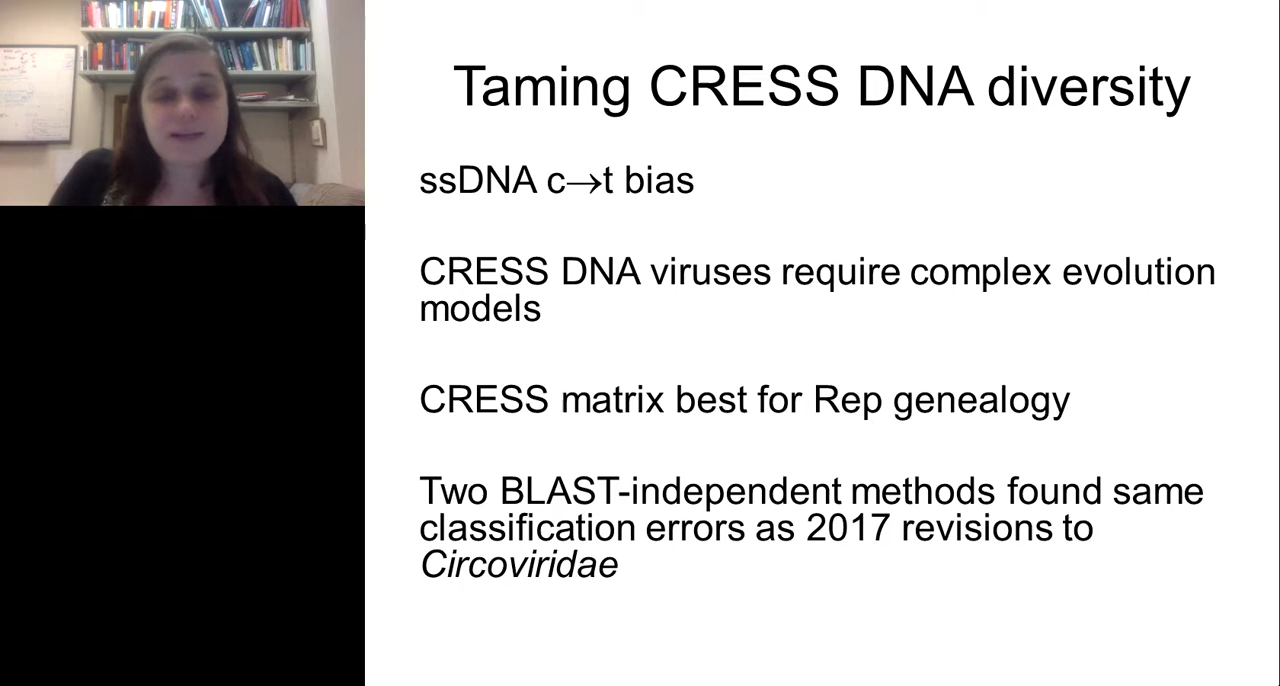 Taming CRESS DNA diversity
ssDNA c→t bias
CRESS DNA viruses require complex evolution
models
CRESS matrix best for Rep genealogy
Two BLAST-independent methods found same
classification errors as 2017 revisions to
Circoviridae